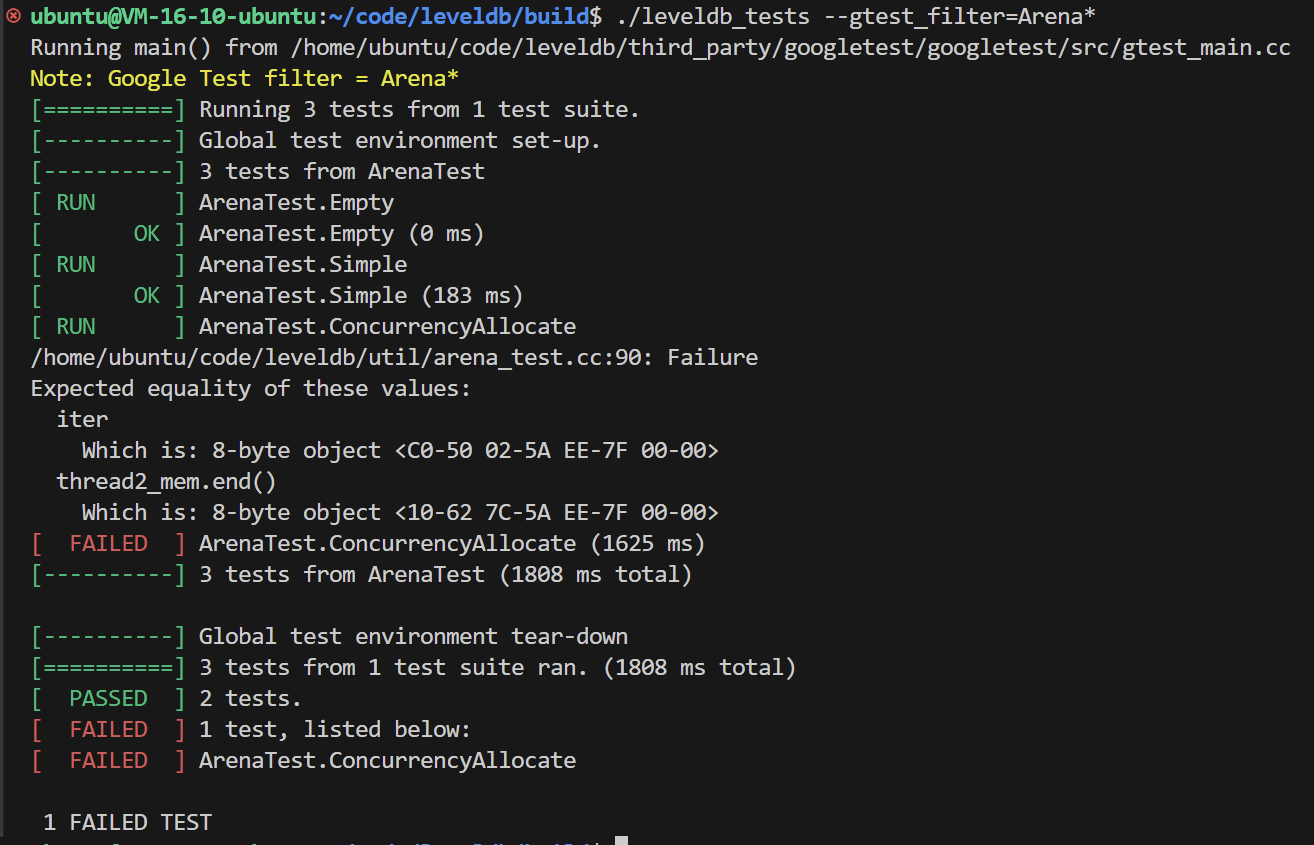 ubuntu@VM-16-10-ubuntu:~/code/leveldb/build$ ./leveldb_tests --gtest_filter=Arena*
Running main() from /home/ubuntu/code/leveldb/third_party/googletest/googletest/src/gtest_main.cc
Note: Google Test filter = Arena*
[==========] Running 3 tests from 1 test suite.
[----------] Global test environment set-up.
[----------] 3 tests from ArenaTest
[ RUN      ] ArenaTest.Empty
[       OK ] ArenaTest.Empty (0 ms)
[ RUN      ] ArenaTest.Simple
[       OK ] ArenaTest.Simple (183 ms)
[ RUN      ] ArenaTest.ConcurrencyAllocate
/home/ubuntu/code/leveldb/util/arena_test.cc:90: Failure
Expected equality of these values:
  iter
    Which is: 8-byte object <C0-50 02-5A EE-7F 00-00>
  thread2_mem.end()
    Which is: 8-byte object <10-62 7C-5A EE-7F 00-00>
[  FAILED  ] ArenaTest.ConcurrencyAllocate (1625 ms)
[----------] 3 tests from ArenaTest (1808 ms total)

[----------] Global test environment tear-down
[==========] 3 tests from 1 test suite ran. (1808 ms total)
[  PASSED  ] 2 tests.
[  FAILED  ] 1 test, listed below:
[  FAILED  ] ArenaTest.ConcurrencyAllocate

 1 FAILED TEST